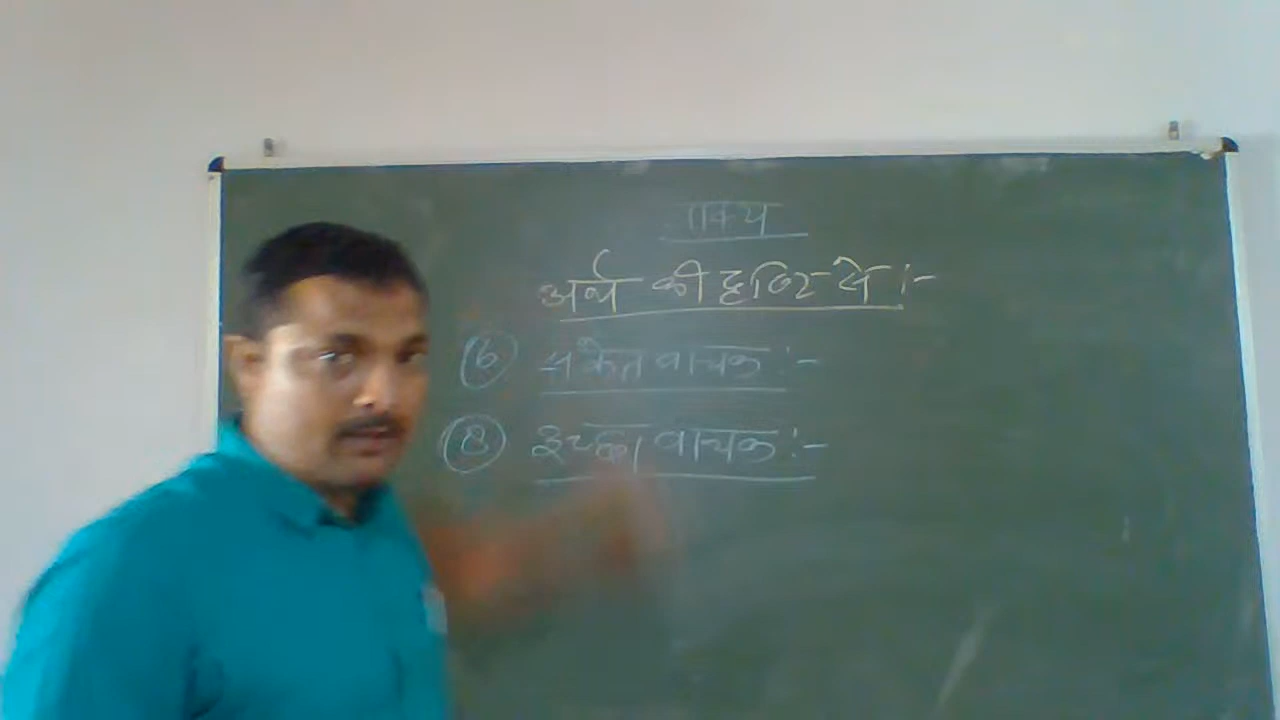 वाक्य
अर्थ की दृष्टि से :-
6 संकेत वाचक :-
8 इच्छा वाचक :-